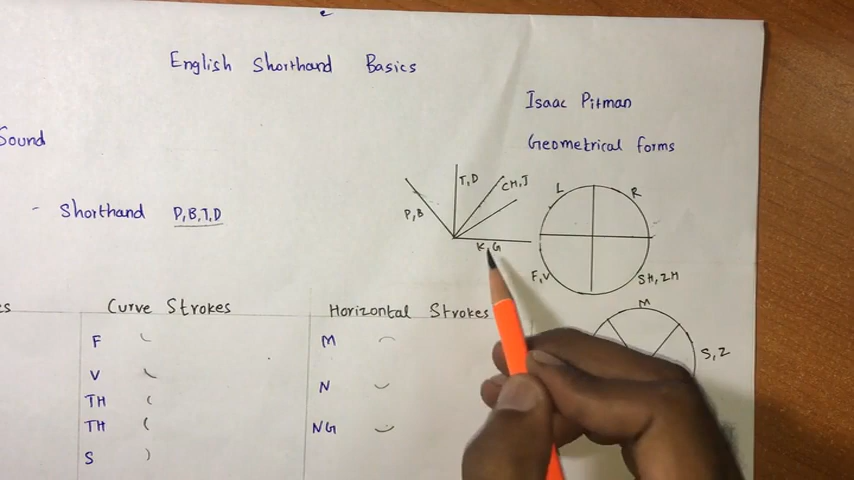 English Shorthand Basics
Isaac Pitman
Geometrical forms
Sound
- Shorthand P,B,T,D
T,D
CH,J
P,B
K,G
L
R
F,V
SH,ZH
M
S,Z
Curve Strokes
Horizontal Strokes
F
M
V
N
TH
TH
NG
S